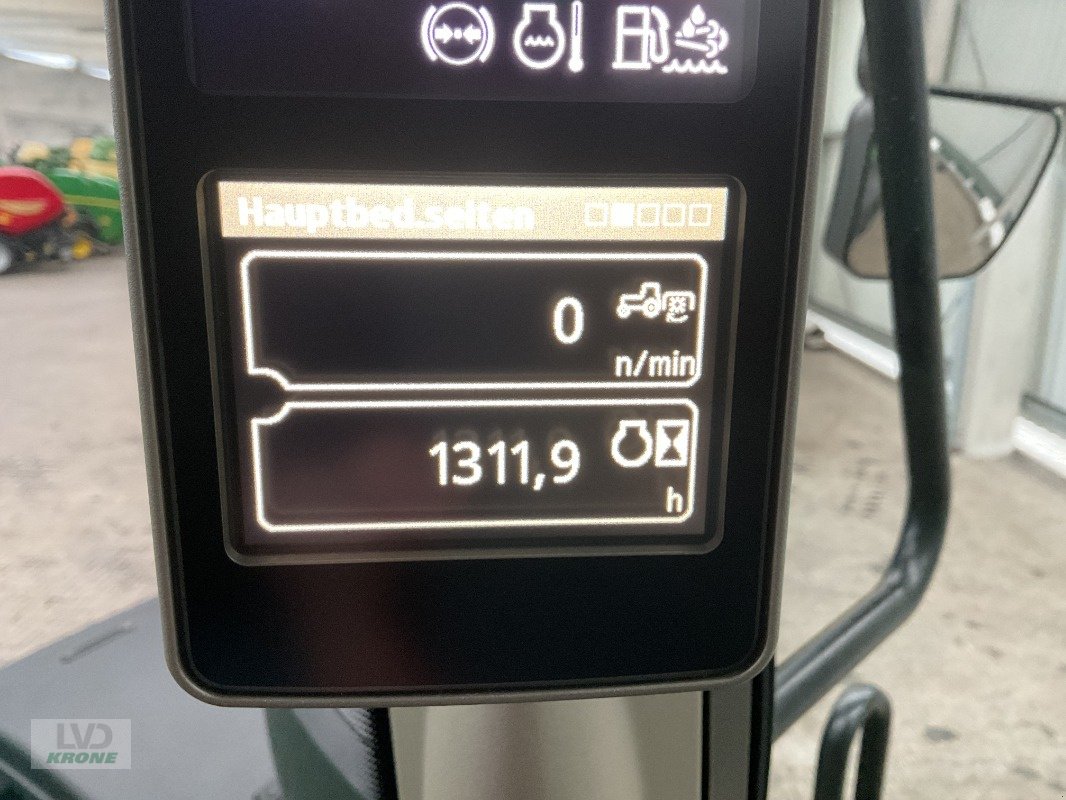 Hauptbed.seiten
0
n/min
1311,9
h
LVD
KRONE